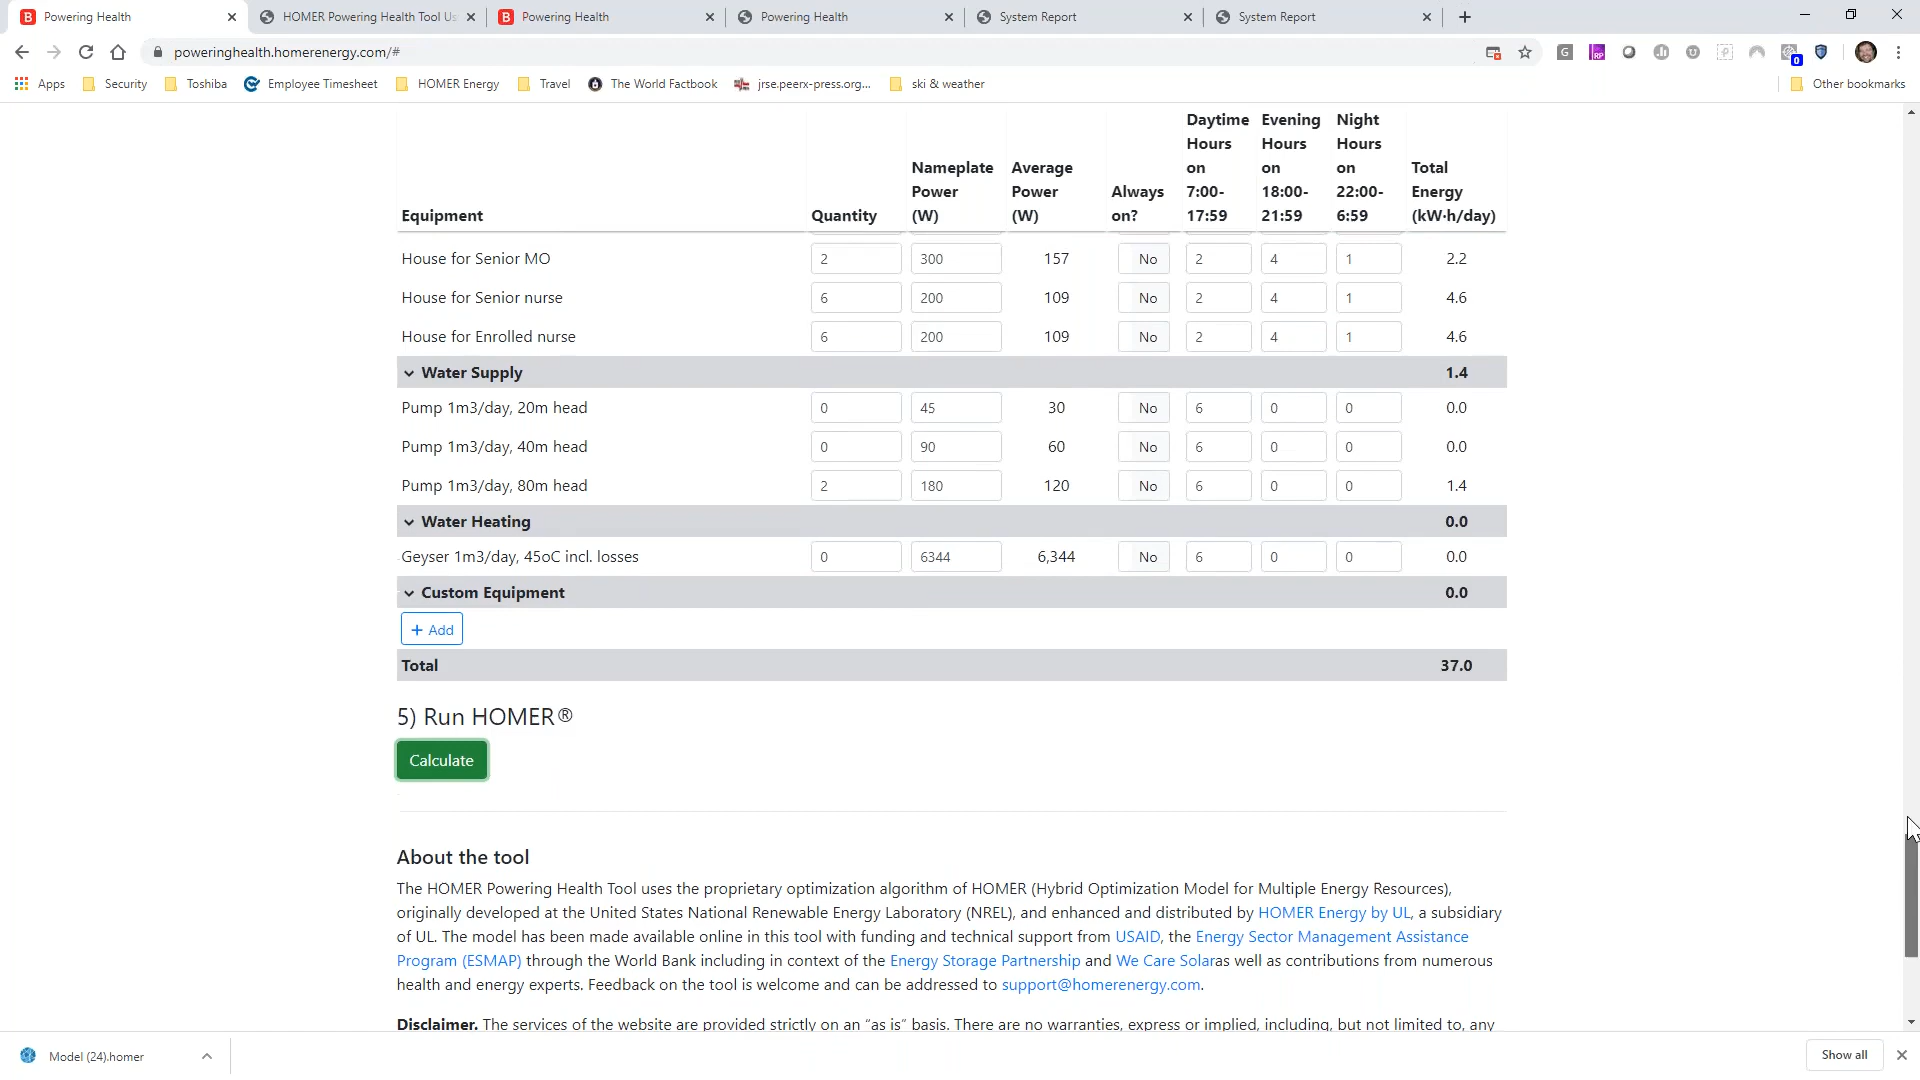 Powering Health
HOMER Powering Health Tool Us
Powering Health
Powering Health
System Report
System Report
poweringhealth.homerenergy.com/#
Apps
Security
Toshiba
Employee Timesheet
HOMER Energy
Travel
The World Factbook
jrse.peerx-press.org...
ski & weather
Other bookmarks
Equipment
Quantity
Nameplate Power (W)
Average Power (W)
Always on?
Daytime Hours on 7:00-17:59
Evening Hours on 18:00-21:59
Night Hours on 22:00-6:59
Total Energy (kW·h/day)
House for Senior MO 2 300 157 No 2 4 1 2.2
House for Senior nurse 6 200 109 No 2 4 1 4.6
House for Enrolled nurse 6 200 109 No 2 4 1 4.6
Water Supply 1.4
Pump 1m3/day, 20m head 0 45 30 No 6 0 0 0.0
Pump 1m3/day, 40m head 0 90 60 No 6 0 0 0.0
Pump 1m3/day, 80m head 2 180 120 No 6 0 0 1.4
Water Heating 0.0
Geyser 1m3/day, 45oC incl. losses 0 6344 6,344 No 6 0 0 0.0
Custom Equipment 0.0
+ Add
Total 37.0
5) Run HOMER®
Calculate
About the tool
The HOMER Powering Health Tool uses the proprietary optimization algorithm of HOMER (Hybrid Optimization Model for Multiple Energy Resources),
originally developed at the United States National Renewable Energy Laboratory (NREL), and enhanced and distributed by HOMER Energy by UL, a subsidiary
of UL. The model has been made available online in this tool with funding and technical support from USAID, the Energy Sector Management Assistance
Program (ESMAP) through the World Bank including in context of the Energy Storage Partnership and We Care Solaras well as contributions from numerous
health and energy experts. Feedback on the tool is welcome and can be addressed to support@homerenergy.com.
Disclaimer. The services of the website are provided strictly on an “as is” basis. There are no warranties, express or implied, including, but not limited to, any
Model (24).homer
Show all